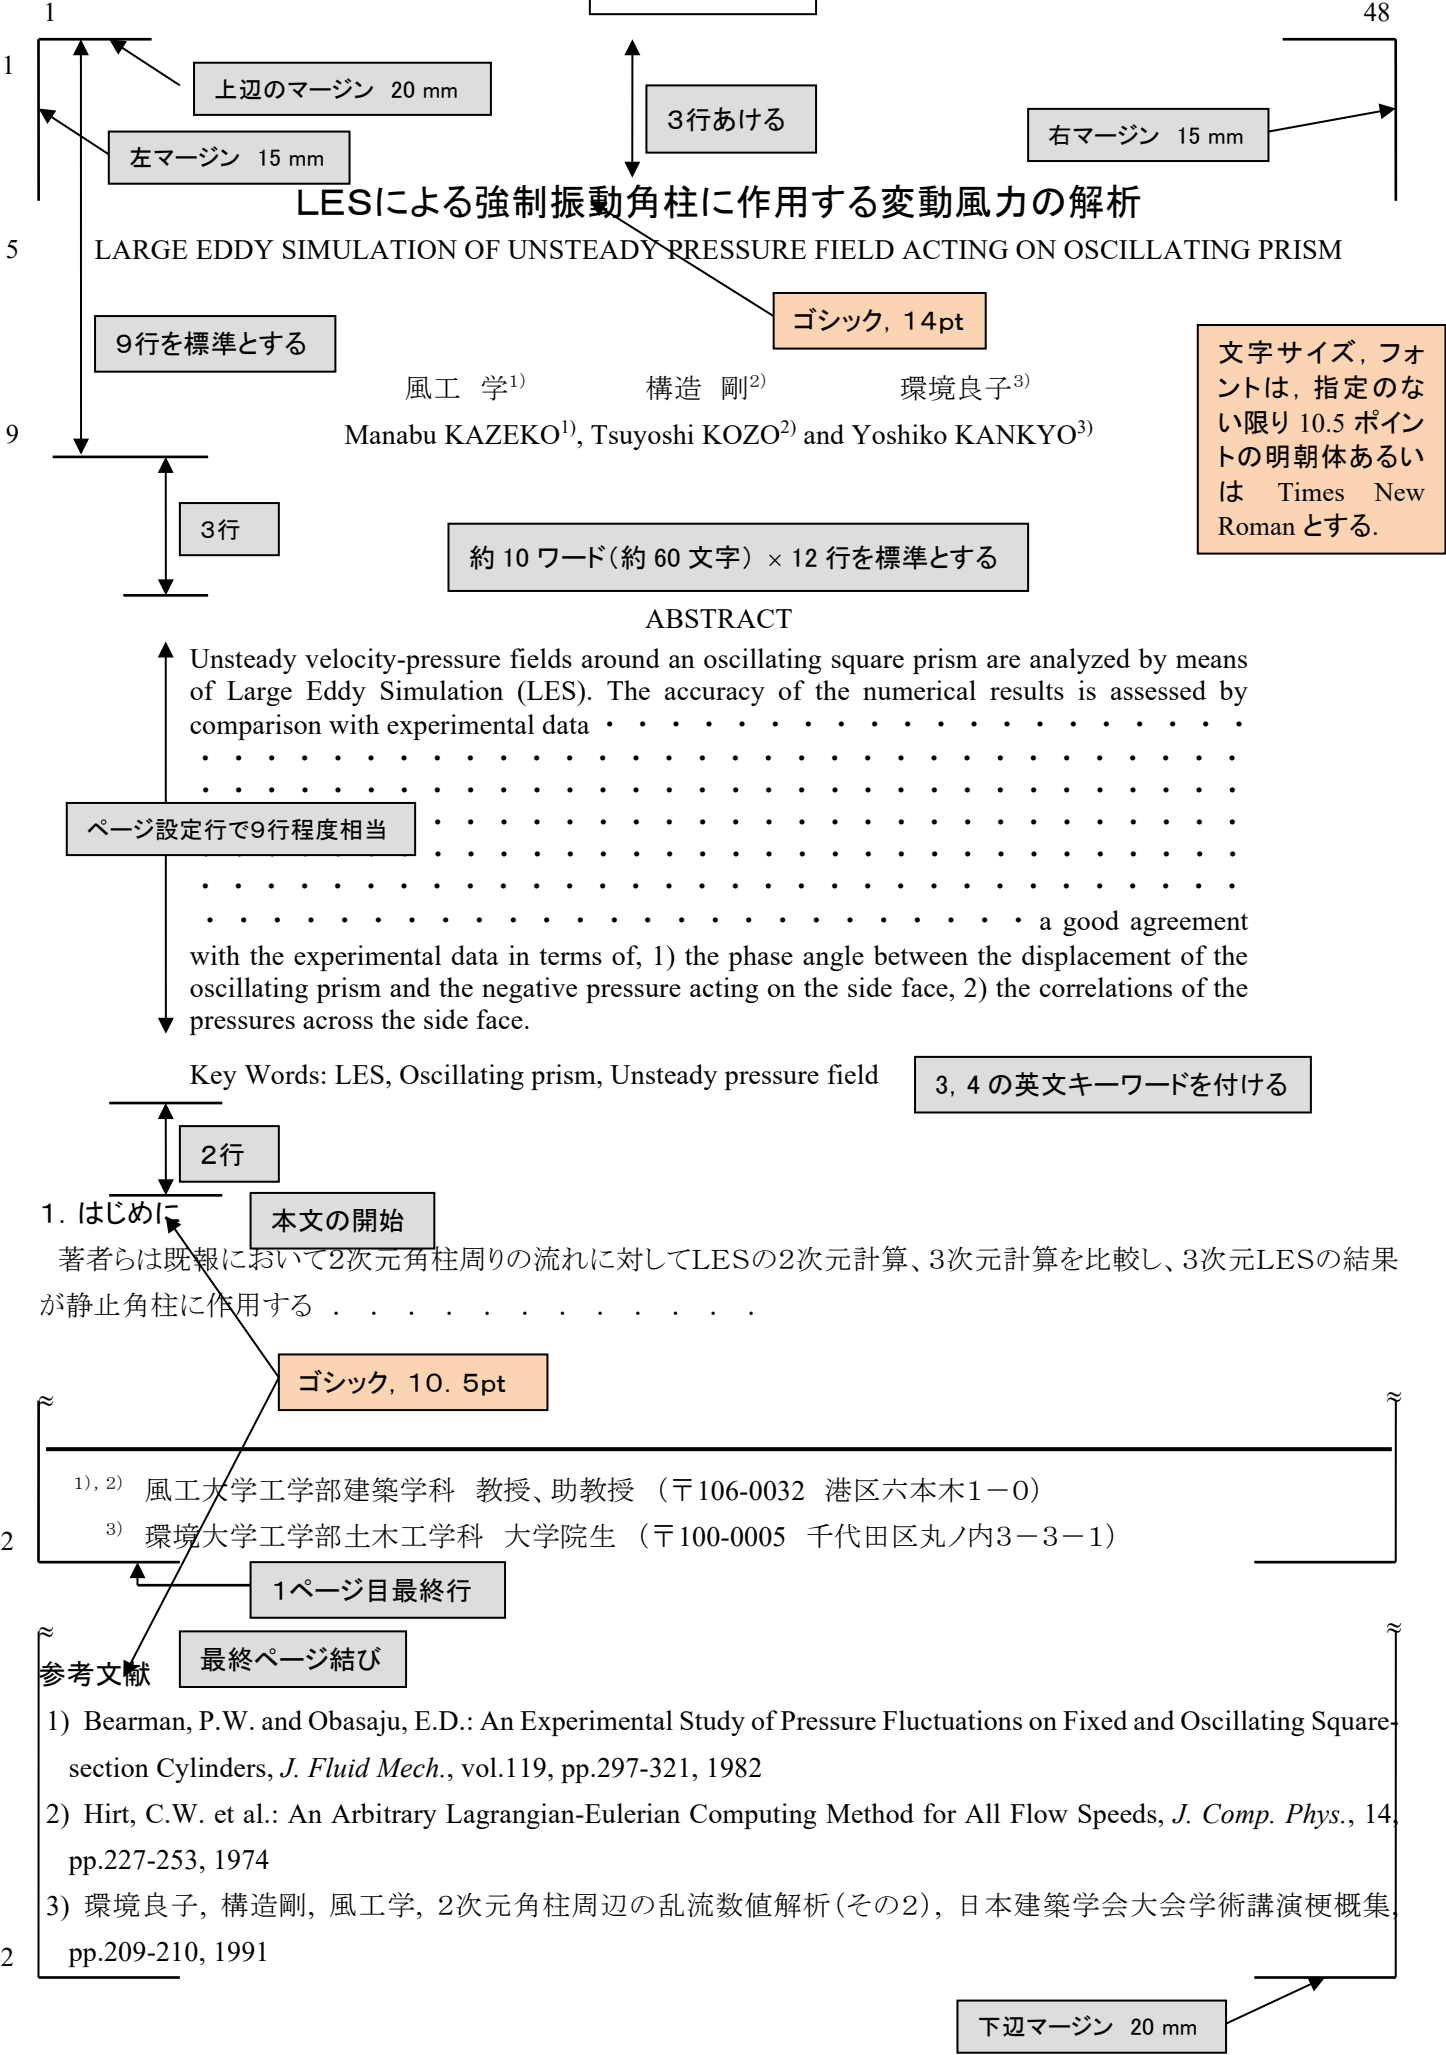 1
48
1
上辺のマージン 20 mm
3行あける
右マージン 15 mm
左マージン 15 mm
LESによる強制振動角柱に作用する変動風力の解析
5
LARGE EDDY SIMULATION OF UNSTEADY PRESSURE FIELD ACTING ON OSCILLATING PRISM
ゴシック, 14pt
9行を標準とする
文字サイズ, フォ
ントは, 指定のな
い限り 10.5 ポイン
トの明朝体あるい
は Times New
Roman とする.
風工 学1) 構造 剛2) 環境良子3)
9
Manabu KAZEKO1), Tsuyoshi KOZO2) and Yoshiko KANKYO3)
3行
約 10 ワード(約 60 文字) × 12 行を標準とする
ABSTRACT
Unsteady velocity-pressure fields around an oscillating square prism are analyzed by means
of Large Eddy Simulation (LES). The accuracy of the numerical results is assessed by
comparison with experimental data ・ ・ ・ ・ ・ ・ ・ ・ ・ ・ ・ ・ ・ ・ ・ ・ ・ ・ ・ ・
・ ・ ・ ・ ・ ・ ・ ・ ・ ・ ・ ・ ・ ・ ・ ・ ・ ・ ・ ・ ・ ・ ・ ・ ・ ・ ・ ・ ・ ・ ・ ・
・ ・ ・ ・ ・ ・ ・ ・ ・ ・ ・ ・ ・ ・ ・ ・ ・ ・ ・ ・ ・ ・ ・ ・ ・ ・ ・ ・ ・ ・ ・ ・
ページ設定行で9行程度相当 ・ ・ ・ ・ ・ ・ ・ ・ ・ ・ ・ ・ ・ ・ ・ ・ ・ ・ ・ ・ ・ ・ ・ ・ ・
・ ・ ・ ・ ・ ・ ・ ・ ・ ・ ・ ・ ・ ・ ・ ・ ・ ・ ・ ・ ・ ・ ・ ・ ・ ・ ・ ・ ・ ・ ・ ・
・ ・ ・ ・ ・ ・ ・ ・ ・ ・ ・ ・ ・ ・ ・ ・ ・ ・ ・ ・ ・ ・ ・ ・ ・ ・ ・ ・ ・ ・ ・ ・
・ ・ ・ ・ ・ ・ ・ ・ ・ ・ ・ ・ ・ ・ ・ ・ ・ ・ ・ ・ ・ ・ ・ ・ ・ a good agreement
with the experimental data in terms of, 1) the phase angle between the displacement of the
oscillating prism and the negative pressure acting on the side face, 2) the correlations of the
pressures across the side face.
Key Words: LES, Oscillating prism, Unsteady pressure field
3, 4 の英文キーワードを付ける
2行
1. はじめに
本文の開始
著者らは既報において2次元角柱周りの流れに対してLESの2次元計算、3次元計算を比較し、3次元LESの結果
が静止角柱に作用する . . . . . . . . . . . .
ゴシック, 10. 5pt
≈
≈
1), 2) 風工大学工学部建築学科 教授、助教授 (〒106-0032 港区六本木1-0)
2
3) 環境大学工学部土木工学科 大学院生 (〒100-0005 千代田区丸ノ内3-3-1)
1ページ目最終行
≈
≈
最終ページ結び
参考文献
1) Bearman, P.W. and Obasaju, E.D.: An Experimental Study of Pressure Fluctuations on Fixed and Oscillating Square-
section Cylinders, J. Fluid Mech., vol.119, pp.297-321, 1982
2) Hirt, C.W. et al.: An Arbitrary Lagrangian-Eulerian Computing Method for All Flow Speeds, J. Comp. Phys., 14,
pp.227-253, 1974
3) 環境良子, 構造剛, 風工学, 2次元角柱周辺の乱流数値解析(その2), 日本建築学会大会学術講演梗概集,
2
pp.209-210, 1991
下辺マージン 20 mm